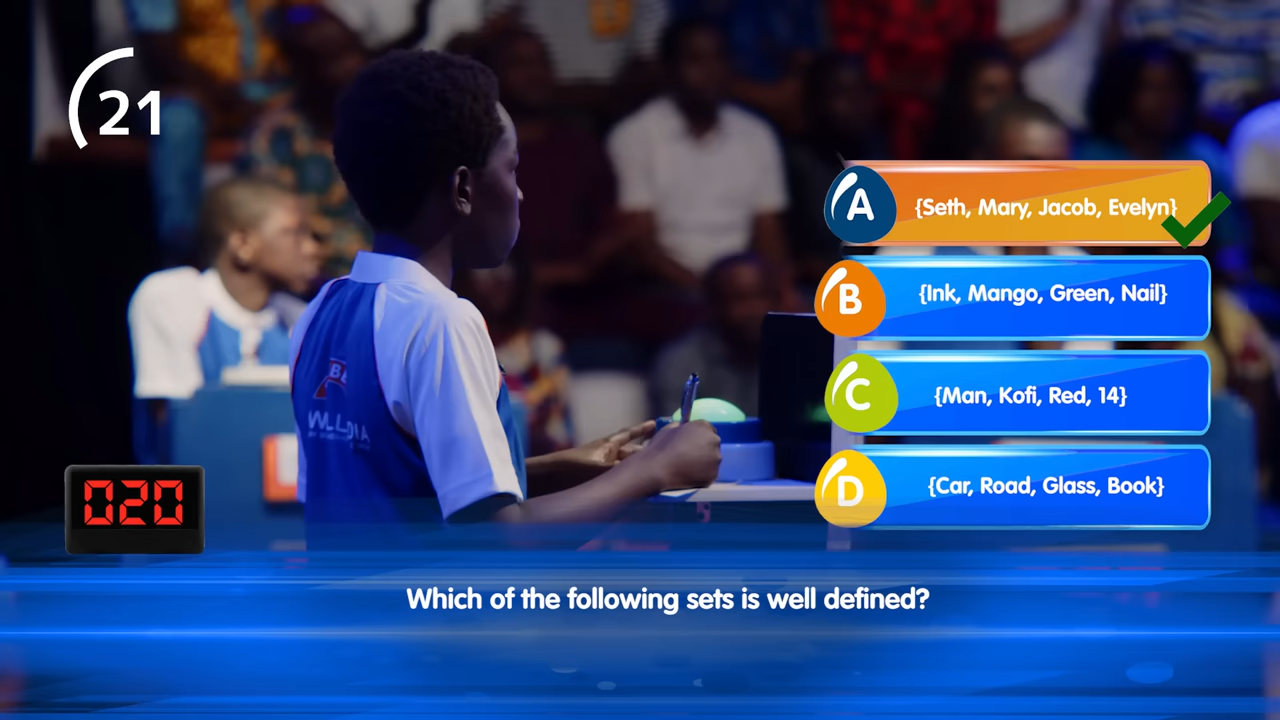 21
A {Seth, Mary, Jacob, Evelyn}
B {Ink, Mango, Green, Nail}
C {Man, Kofi, Red, 14}
D {Car, Road, Glass, Book}
020
Which of the following sets is well defined?